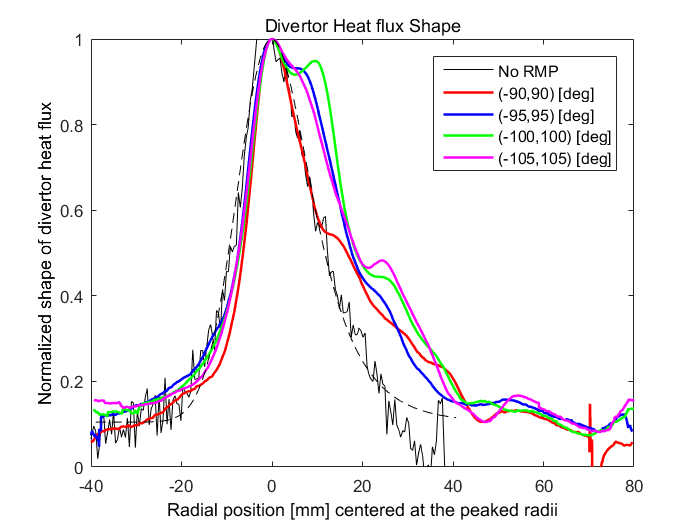 Divertor Heat flux Shape
Normalized shape of divertor heat flux
1
0.8
0.6
0.4
0.2
0
No RMP
(-90,90) [deg]
(-95,95) [deg]
(-100,100) [deg]
(-105,105) [deg]
-40 -20 0 20 40 60 80
Radial position [mm] centered at the peaked radii